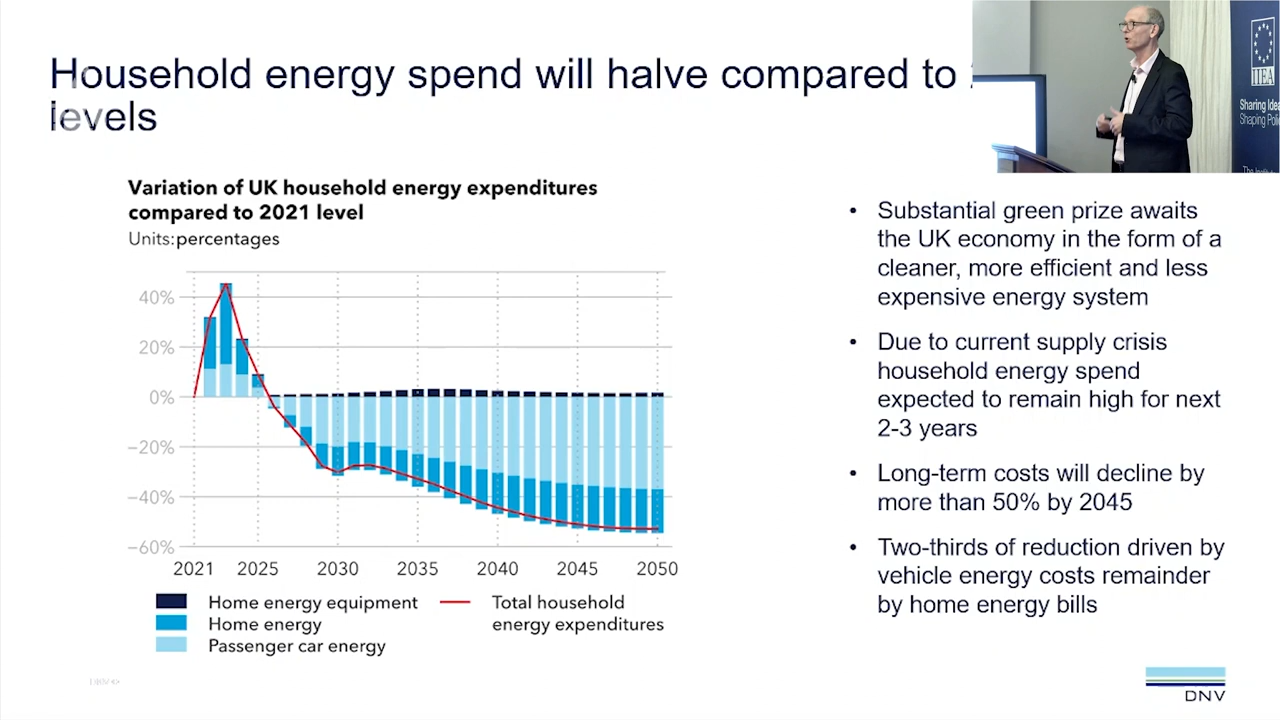 Household energy spend will halve compared to
levels
IIEA
Sharing Idea
Shaping Poli
Variation of UK household energy expenditures
compared to 2021 level
Units:percentages
40%
20%
0%
−20%
−40%
−60%
2021 2025 2030 2035 2040 2045 2050
Home energy equipment
Home energy
Passenger car energy
Total household
energy expenditures
• Substantial green prize awaits
the UK economy in the form of a
cleaner, more efficient and less
expensive energy system
• Due to current supply crisis
household energy spend
expected to remain high for next
2-3 years
• Long-term costs will decline by
more than 50% by 2045
• Two-thirds of reduction driven by
vehicle energy costs remainder
by home energy bills
DNV